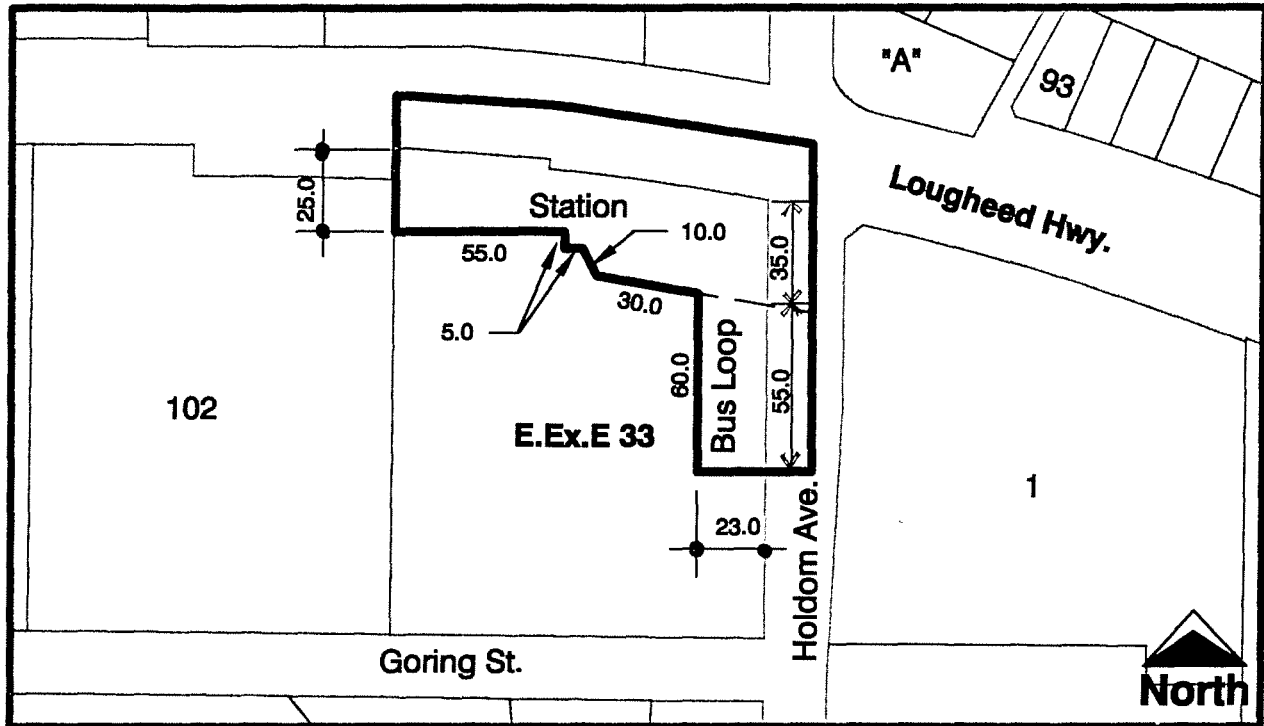 "A"
93
Lougheed Hwy.
25.0
Station
10.0
55.0
35.0
30.0
5.0
60.0
Bus Loop
55.0
102
E.Ex.E 33
1
23.0
Holdom Ave.
Goring St.
North